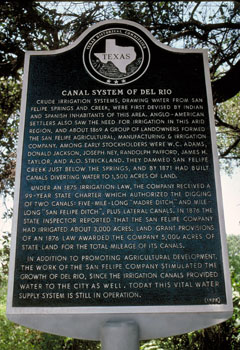 TEXAS
CANAL SYSTEM OF DEL RIO
CRUDE IRRIGATION SYSTEMS, DRAWING WATER FROM SAN
FELIPE SPRINGS AND CREEK, WERE FIRST DEVISED BY INDIAN
AND SPANISH INHABITANTS OF THIS AREA. ANGLO-AMERICAN
SETTLERS ALSO SAW THE NEED FOR IRRIGATION IN THIS ARID
REGION, AND ABOUT 1869 A GROUP OF LANDOWNERS FORMED
THE SAN FELIPE AGRICULTURAL, MANUFACTURING & IRRIGATION
COMPANY. AMONG EARLY STOCKHOLDERS WERE W.C. ADAMS,
DONALD JACKSON, JOSEPH NEY, RANDOLPH PAFFORD, JAMES H.
TAYLOR, AND A.O. STRICKLAND. THEY DAMMED SAN FELIPE
CREEK JUST BELOW THE SPRINGS, AND BY 1871 HAD BUILT
CANALS DIVERTING WATER TO 1,500 ACRES OF LAND.
UNDER AN 1875 IRRIGATION LAW, THE COMPANY RECEIVED A
99-YEAR STATE CHARTER WHICH AUTHORIZED THE DIGGING
OF TWO CANALS: FIVE-MILE-LONG "MADRE DITCH" AND MILE-
LONG "SAN FELIPE DITCH", PLUS LATERAL CANALS. IN 1876 THE
STATE INSPECTOR REPORTED THAT THE SAN FELIPE COMPANY
HAD IRRIGATED ABOUT 3,000 ACRES. LAND GRANT PROVISIONS
OF AN 1876 LAW AWARDED THE COMPANY 5,000 ACRES OF
STATE LAND FOR THE TOTAL MILEAGE OF ITS CANALS.
IN ADDITION TO PROMOTING AGRICULTURAL DEVELOPMENT,
THE WORK OF THE SAN FELIPE COMPANY STIMULATED THE
GROWTH OF DEL RIO, SINCE THE IRRIGATION CANALS PROVIDED
WATER TO THE CITY AS WELL. TODAY THIS VITAL WATER
SUPPLY SYSTEM IS STILL IN OPERATION.